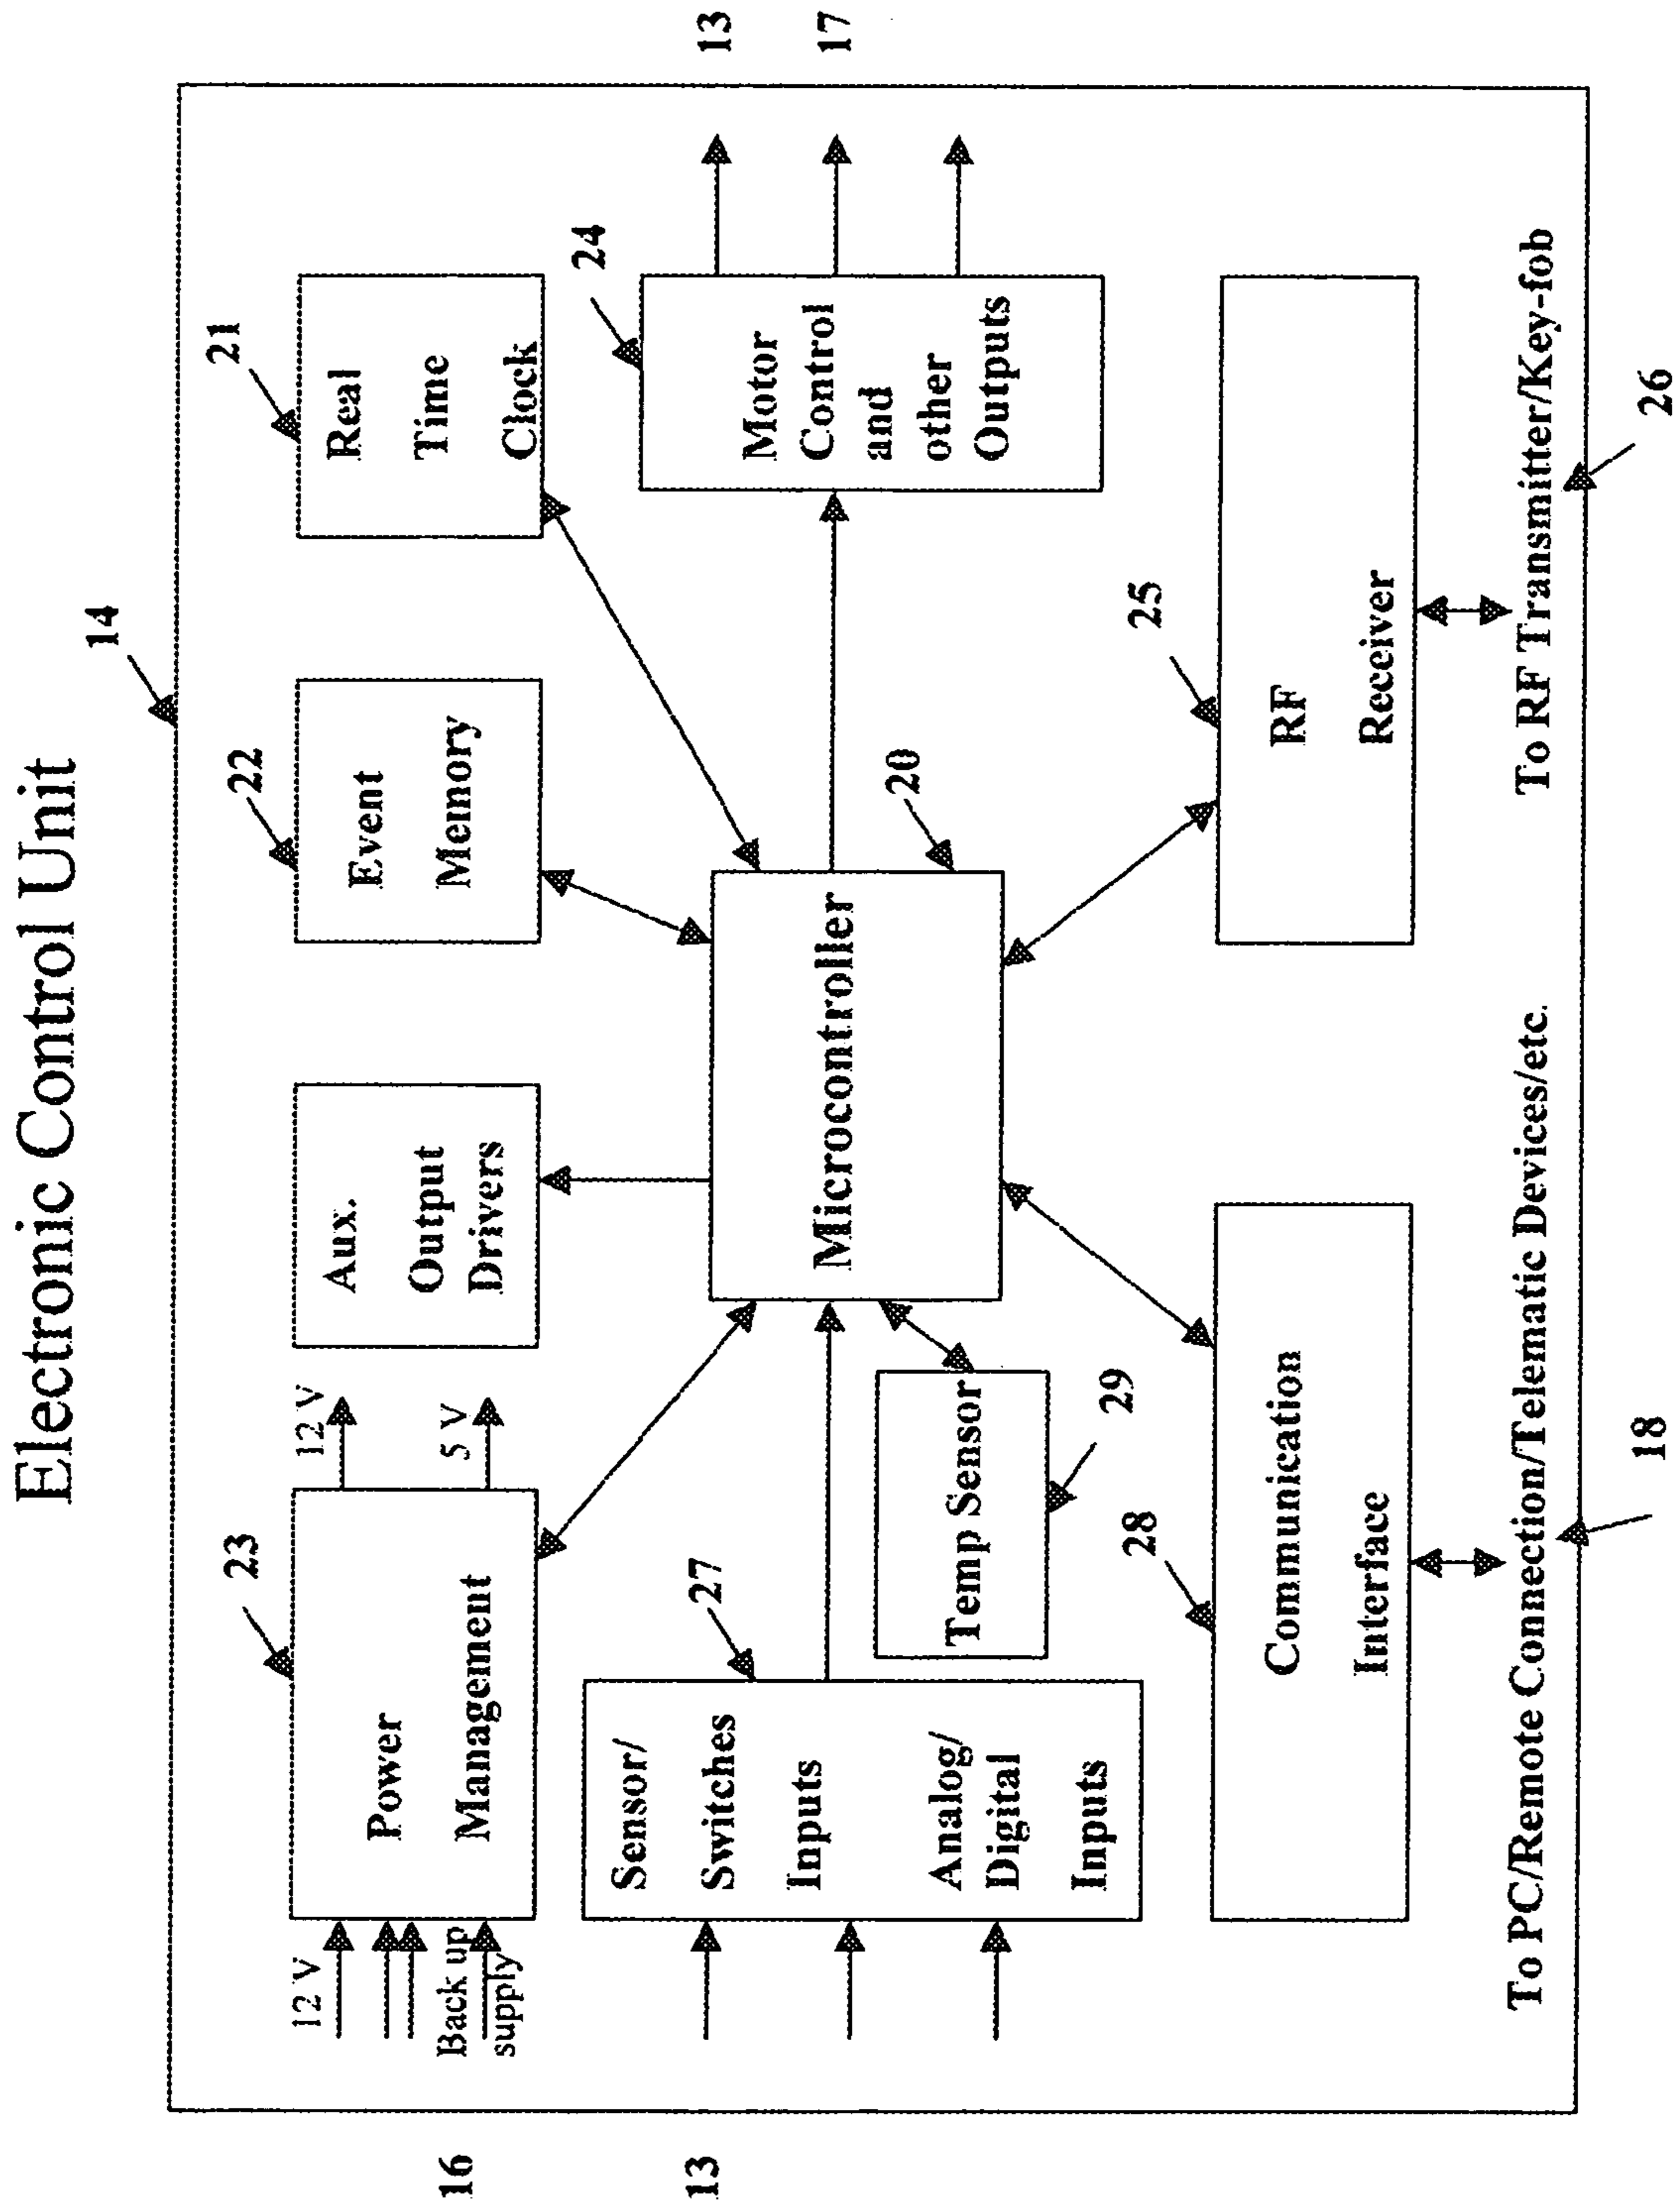 Electronic Control Unit
14
23
22
21
12 V
Back up
supply
16
Power
Management
12 V
5 V
Aux.
Output
Drivers
Event
Memory
Real
Time
Clock
24
13
17
13
Sensor/
Switches
Inputs
Analog/
Digital
Inputs
27
Microcontroller
20
Motor
Control
and
other
Outputs
Temp Sensor
29
28
Communication
Interface
25
RF
Receiver
To PC/Remote Connection/Telematic Devices/etc.
To RF Transmitter/Key-fob
18
26